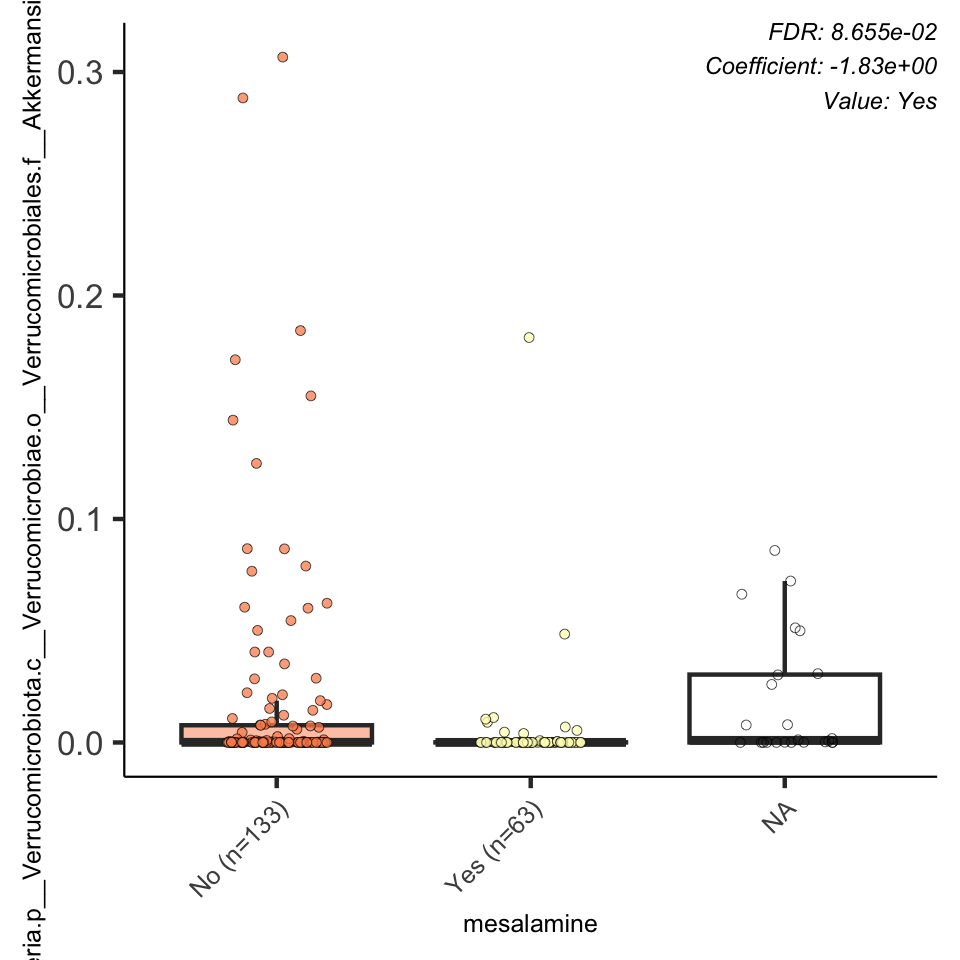 FDR: 8.655e-02
Coefficient: -1.83e+00
Value: Yes
eria.p__Verrucomicrobiota.c__Verrucomicrobiae.o__Verrucomicrobiales.f__Akkermansi
0.3
0.2
0.1
0.0
No (n=133)
Yes (n=63)
NA
mesalamine